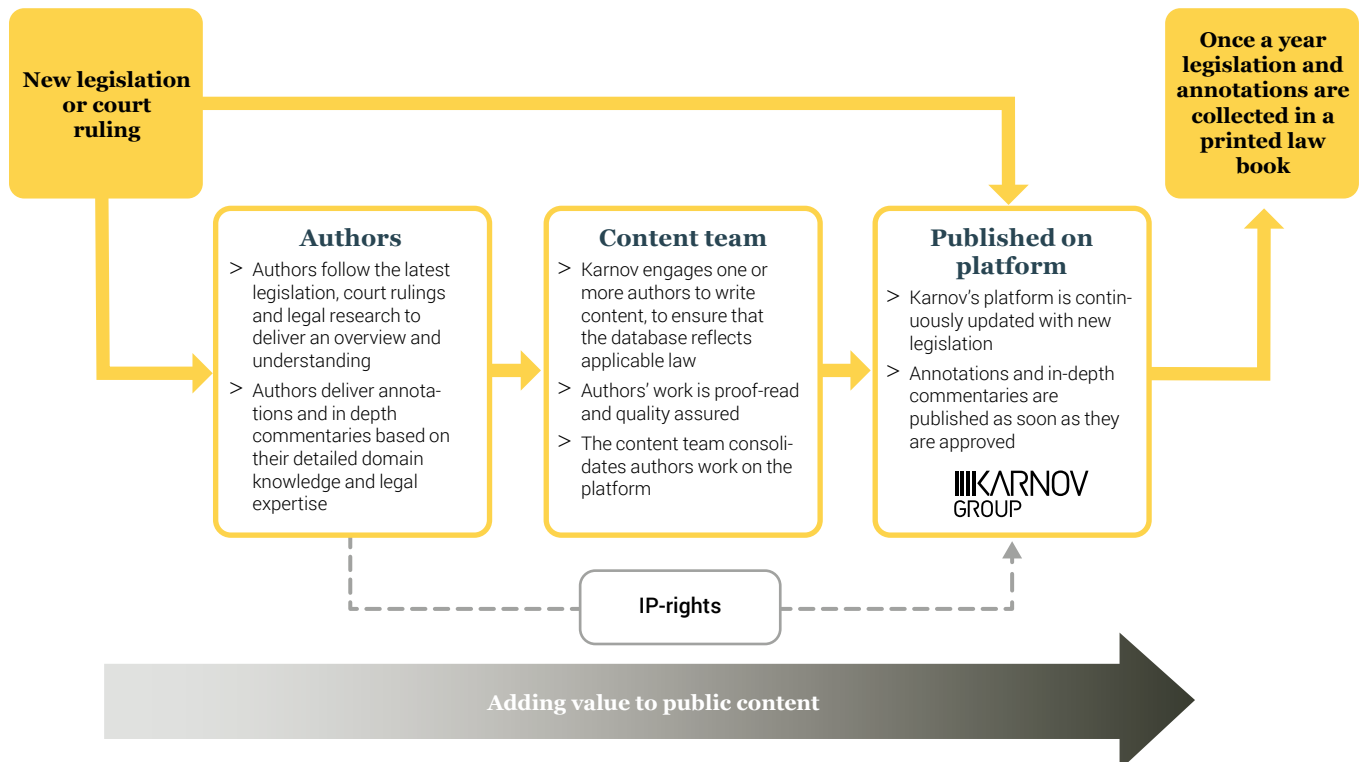 New legislation
or court
ruling
Once a year
legislation and
annotations are
collected in a
printed law
book
Authors
> Authors follow the latest
legislation, court rulings
and legal research to
deliver an overview and
understanding
> Authors deliver annota-
tions and in depth
commentaries based on
their detailed domain
knowledge and legal
expertise
Content team
> Karnov engages one or
more authors to write
content, to ensure that
the database reflects
applicable law
> Authors’ work is proof-read
and quality assured
> The content team consoli-
dates authors work on the
platform
Published on
platform
> Karnov’s platform is contin-
uously updated with new
legislation
> Annotations and in-depth
commentaries are
published as soon as they
are approved
KARNOV
GROUP
IP-rights
Adding value to public content